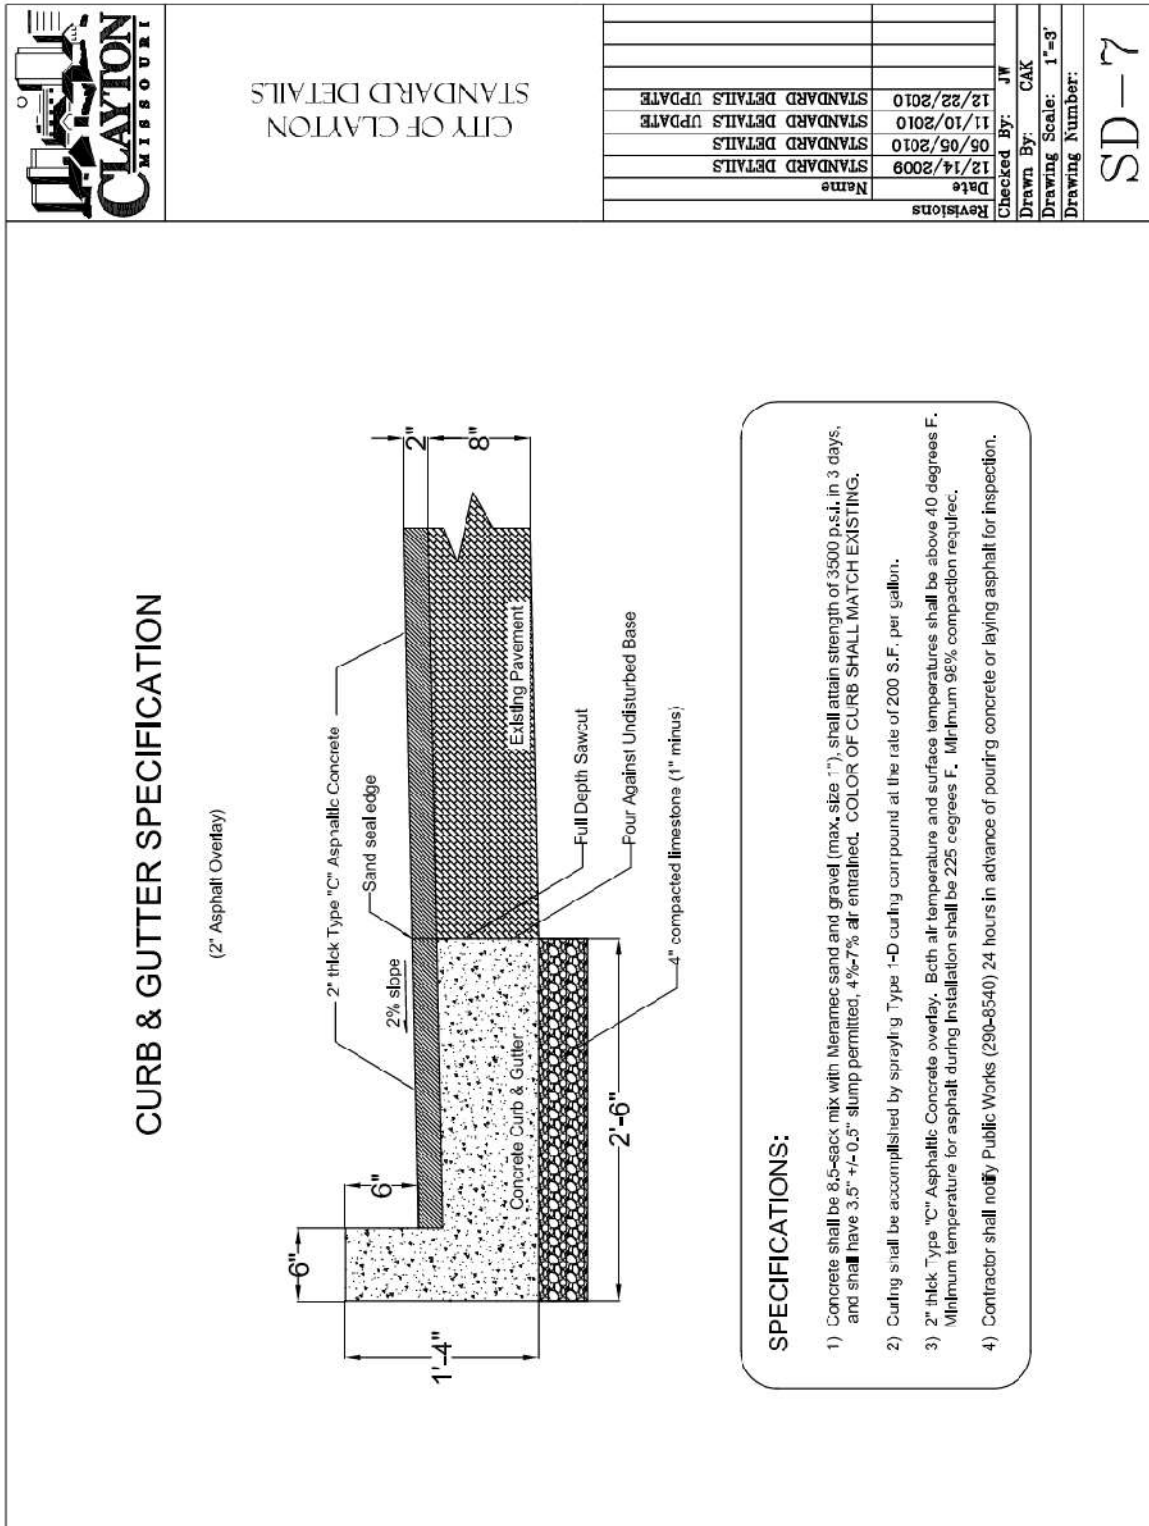 CLAYTON
MISSOURI
CITY OF CLAYTON
STANDARD DETAILS
Revisions
Date Name
12/14/2009 STANDARD DETAILS
05/05/2010 STANDARD DETAILS
11/10/2010 STANDARD DETAILS UPDATE
12/22/2010 STANDARD DETAILS UPDATE
Checked By: JW
Drawn By: CAK
Drawing Scale: 1"=3'
Drawing Number:
SD-7
CURB & GUTTER SPECIFICATION
(2" Asphalt Overlay)
2" thick Type "C" Asphaltic Concrete
Sand seal edge
2% slope
6"
6"
1'-4"
2"
8"
Existing Pavement
Concrete Curb & Gutter
Full Depth Sawcut
Pour Against Undisturbed Base
4" compacted limestone (1" minus)
2'-6"
SPECIFICATIONS:
1) Concrete shall be 8.5-sack mix with Meramec sand and gravel (max. size 1"), shall attain strength of 3500 p.s.i. in 3 days,
and shall have 3.5" +/-0.5" slump permitted, 4%-7% air entrained. COLOR OF CURB SHALL MATCH EXISTING.
2) Curing shall be accomplished by spraying Type 1-D curing compound at the rate of 200 S.F. per gallon.
3) 2" thick Type "C" Asphaltic Concrete overlay. Both air temperature and surface temperatures shall be above 40 degrees F.
Minimum temperature for asphalt during installation shall be 225 degrees F. Minimum 98% compaction required.
4) Contractor shall notify Public Works (290-8540) 24 hours in advance of pouring concrete or laying asphalt for inspection.